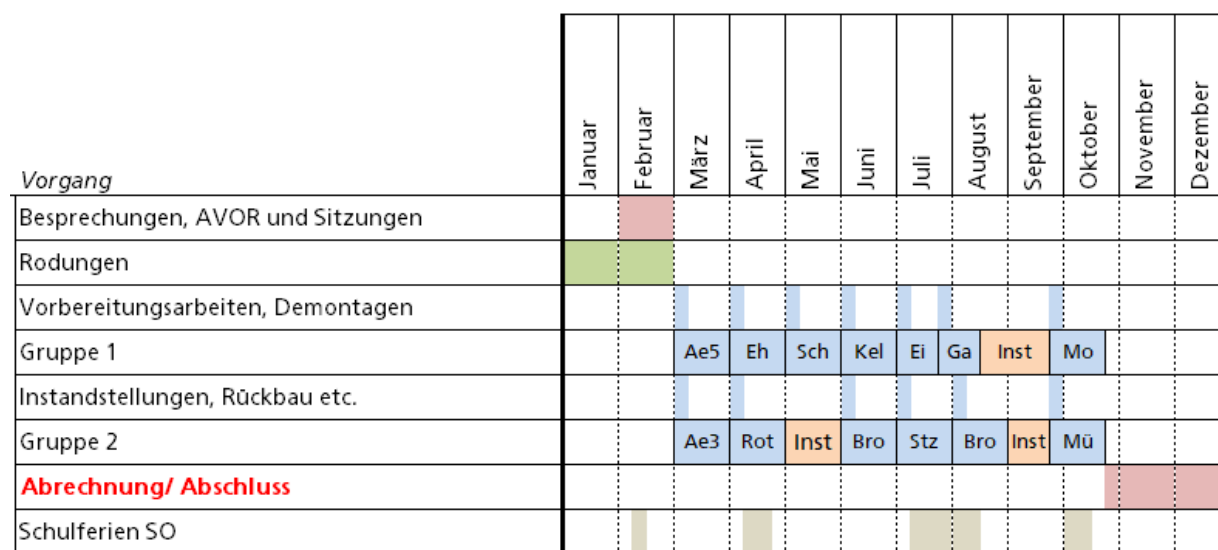 Januar
Februar
März
April
Mai
Juni
Juli
August
September
Oktober
November
Dezember
Vorgang
Besprechungen, AVOR und Sitzungen
Rodungen
Vorbereitungsarbeiten, Demontagen
Gruppe 1 Ae5 Eh Sch Kel Ei Ga Inst Mo
Instandstellungen, Rückbau etc.
Gruppe 2 Ae3 Rot Inst Bro Stz Bro Inst Mü
Abrechnung/ Abschluss
Schulferien SO